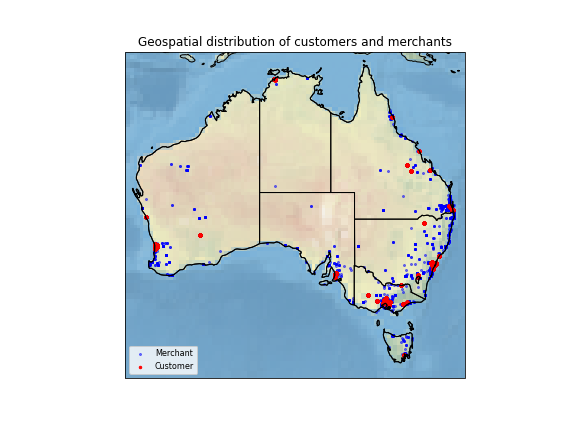 Geospatial distribution of customers and merchants
Merchant
Customer